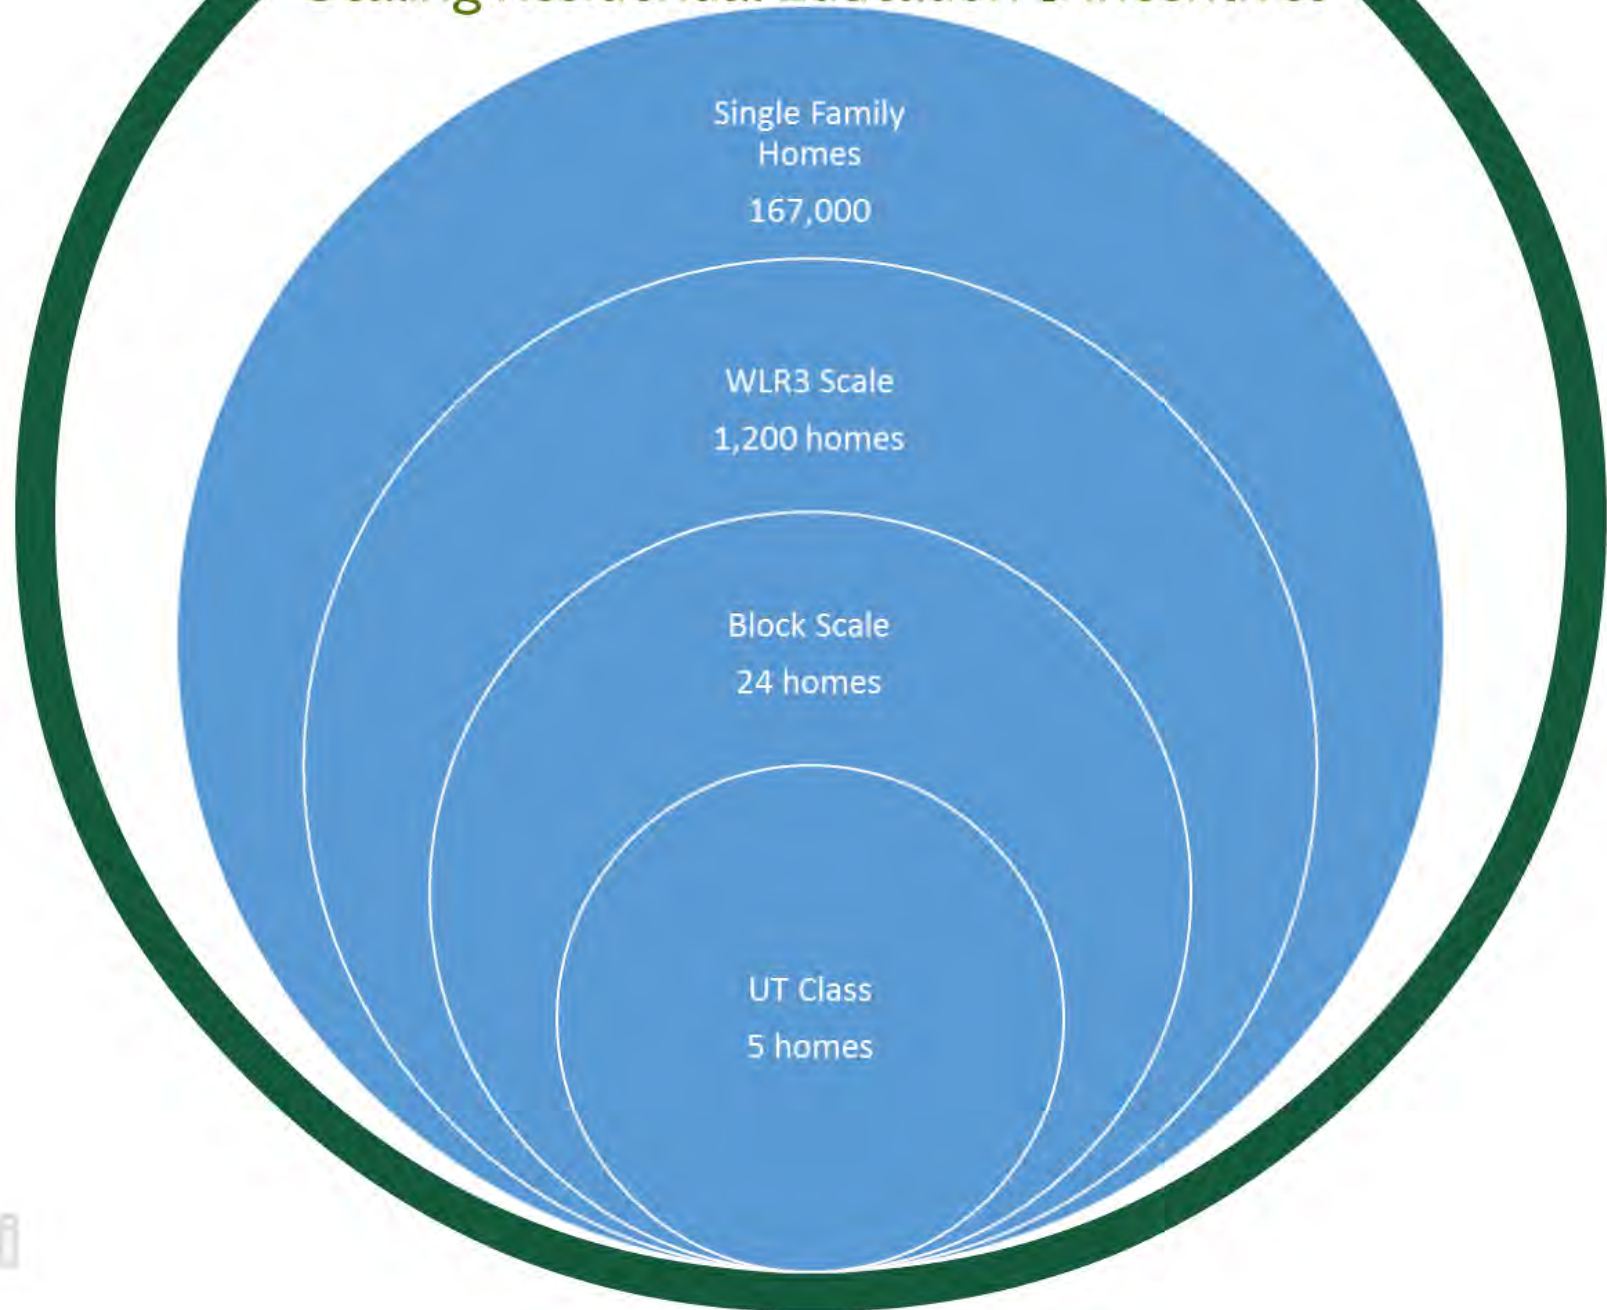 Single Family
Homes
167,000
WLR3 Scale
1,200 homes
Block Scale
24 homes
UT Class
5 homes